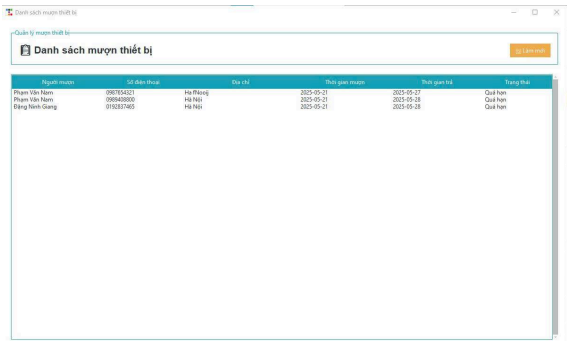 Danh sách mượn thiết bị
Quản lý mượn thiết bị
Danh sách mượn thiết bị
Làm mới
Người mượn Số điện thoại Địa chỉ Thời gian mượn Thời gian trả Trạng thái
Phạm Văn Nam 0987654321 Ha fNooij 2025-05-21 2025-05-27 Quá hạn
Phạm Văn Nam 0989408800 Hà Nội 2025-05-21 2025-05-28 Quá hạn
Đặng Ninh Giang 0192837465 Hà Nội 2025-05-21 2025-05-28 Quá hạn